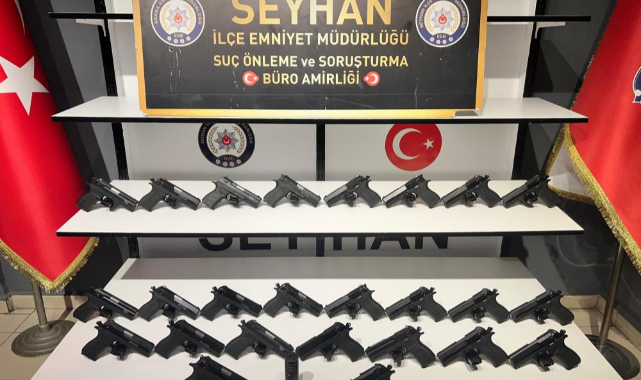 SEYHAN
İLÇE EMNİYET MÜDÜRLÜĞÜ
SUÇ ÖNLEME ve SORUŞTURMA
BÜRO AMİRLİĞİ
SEYHAN